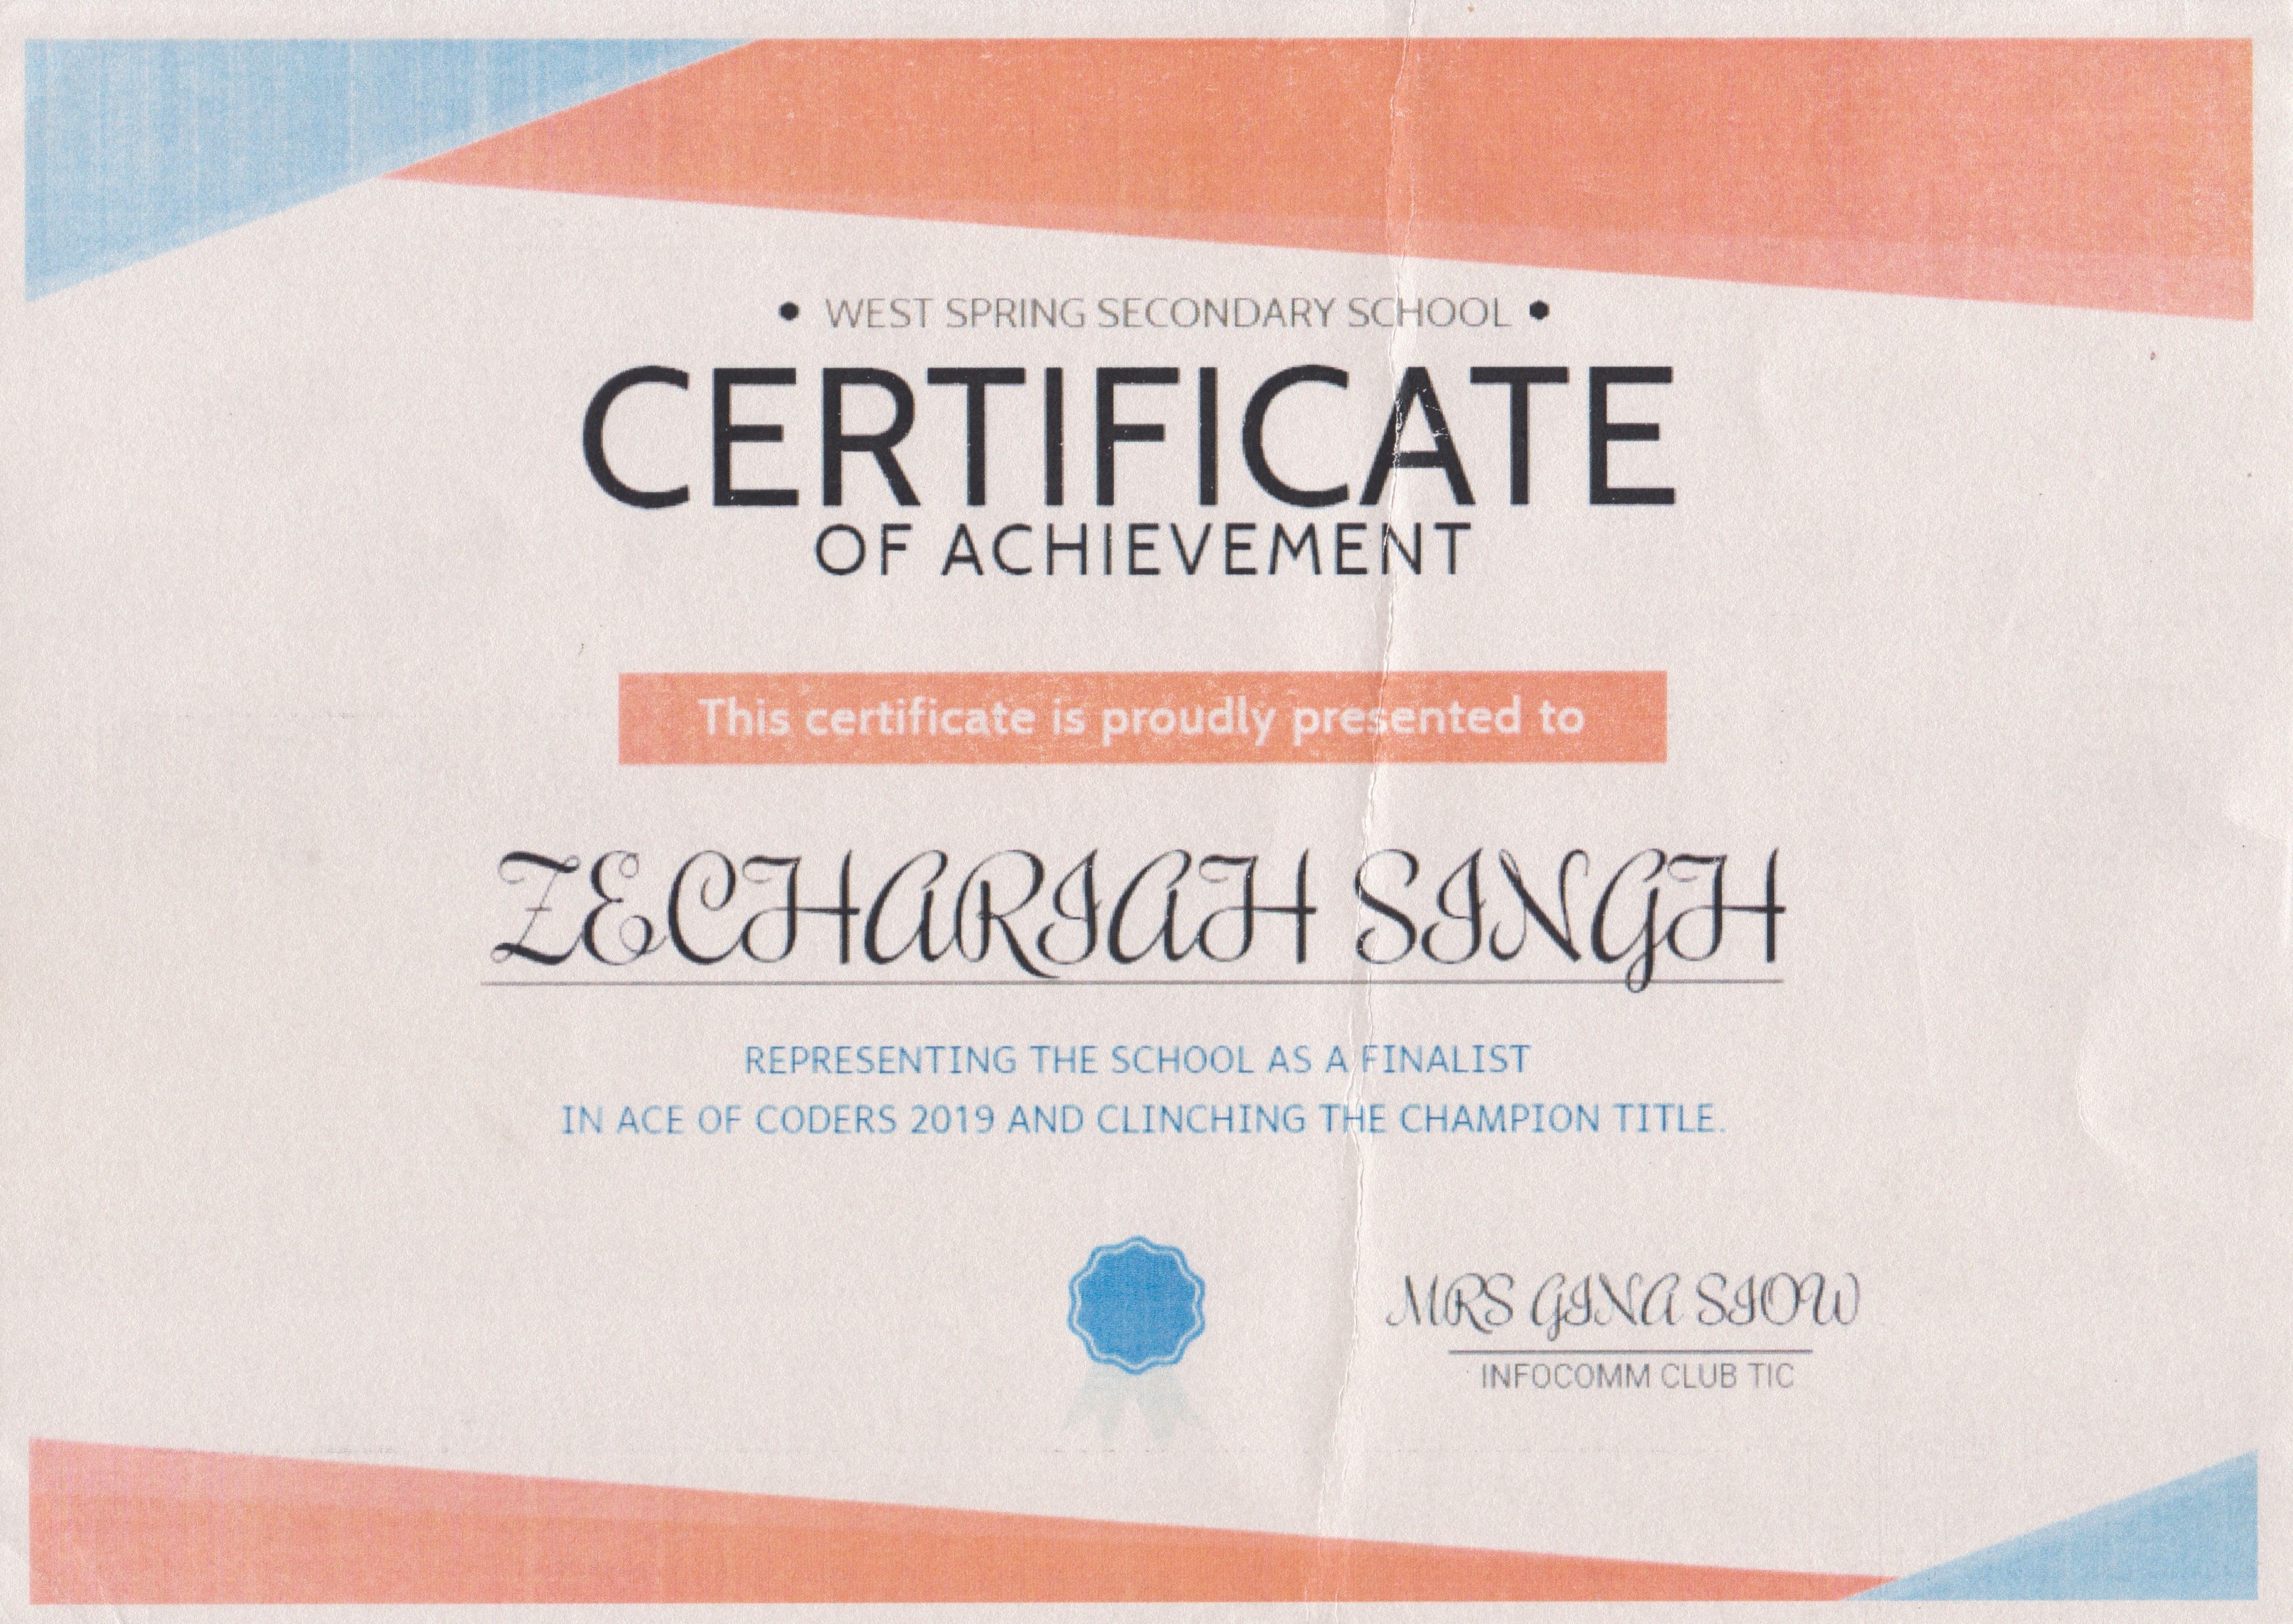 • WEST SPRING SECONDARY SCHOOL •
CERTIFICATE
OF ACHIEVEMENT
This certificate is proudly presented to
ZECHARIAH SINGH
REPRESENTING THE SCHOOL AS A FINALIST
IN ACE OF CODERS 2019 AND CLINCHING THE CHAMPION TITLE.
MRS GINA SIOW
INFOCOMM CLUB TIC